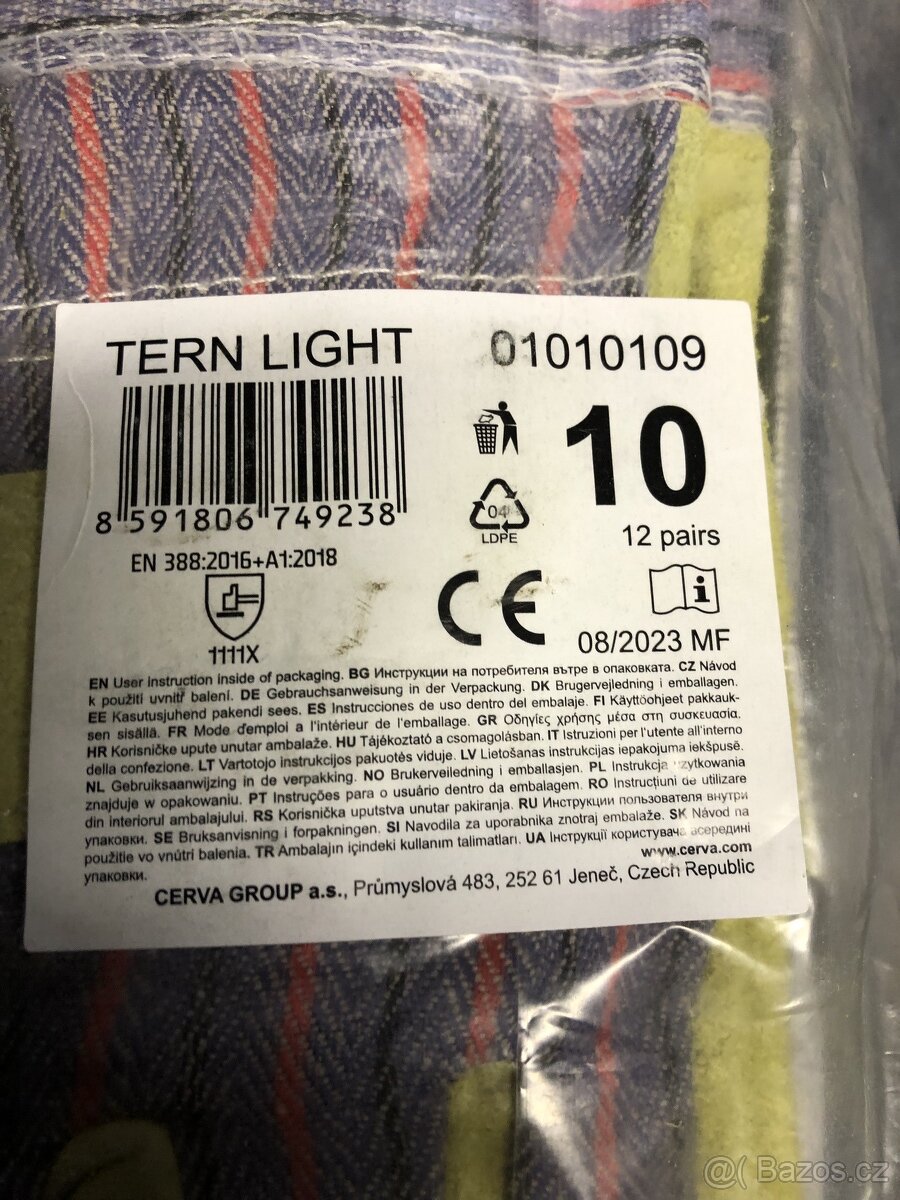 TERN LIGHT 01010109
8 591806 749238
10
04
LDPE
12 pairs
EN 388:2016+A1:2018
1111X
CE
i
08/2023 MF
EN User instruction inside of packaging. BG Инструкции на потребителя вътре в опаковката. CZ Návod
k použití uvnitř balení. DE Gebrauchsanweisung in der Verpackung. DK Brugervejledning i emballagen.
EE Kasutusjuhend pakendi sees. ES Instrucciones de uso dentro del embalaje. FI Käyttöohjeet pakkauk-
sen sisällä. FR Mode d'emploi a l'intérieur de l'emballage. GR Οδηγίες χρήσης μέσα στη συσκευασία.
HR Korisničke upute unutar ambalaže. HU Tájékoztató a csomagolásban. IT Istruzioni per l'utente all'interno
della confezione. LT Vartotojo instrukcijos pakuotės viduje. LV Lietošanas instrukcijas iepakojuma iekšpusē.
NL Gebruiksaanwijzing in de verpakking. NO Brukerveiledning i emballasjen. PL Instrukcja użytkowania
znajduje w opakowaniu. PT Instruções para o usuário dentro da embalagem. RO Instrucțiuni de utilizare
din interiorul ambalajului. RS Korisnička uputstva unutar pakiranja. RU Инструкции пользователя внутри
упаковки. SE Bruksanvisning i forpakningen. SI Navodila za uporabnika znotraj embalaže. SK Návod na
použitie vo vnútri balenia. TR Ambalajın içindeki kullanım talimatları. UA Інструкції користувача всередині
упаковки.
www.cerva.com
CERVA GROUP a.s., Průmyslová 483, 252 61 Jeneč, Czech Republic
@( Bazos.cz